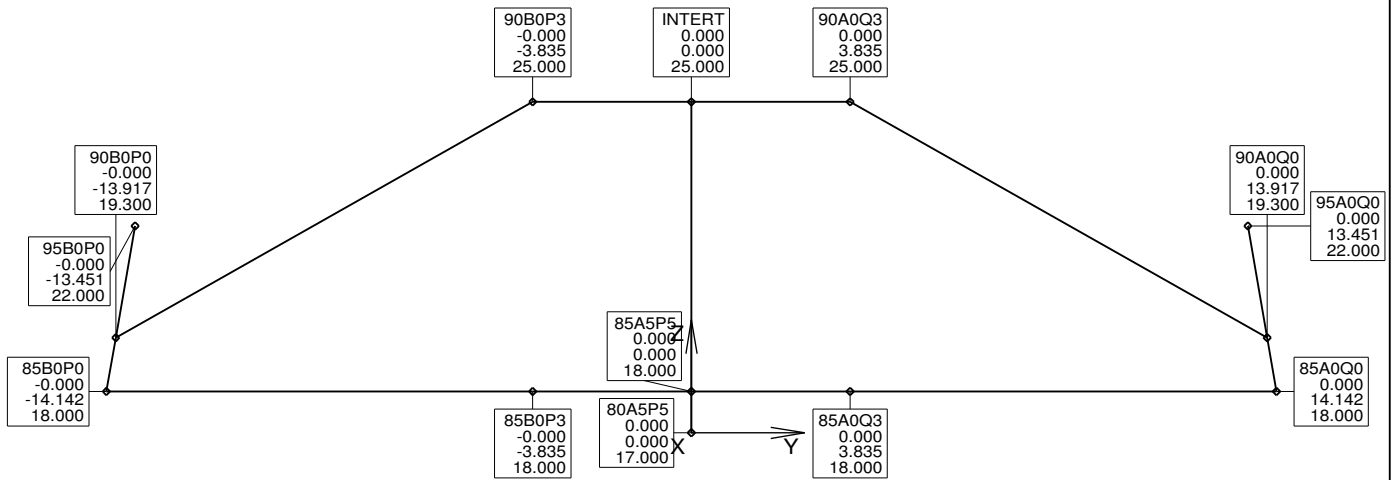 90B0P3
-0.000
-3.835
25.000
INTERT
0.000
0.000
25.000
90A0Q3
0.000
3.835
25.000
90B0P0
-0.000
-13.917
19.300
90A0Q0
0.000
13.917
19.300
95A0Q0
0.000
13.451
22.000
95B0P0
-0.000
-13.451
22.000
85A5P5
0.000
0.000
18.000
Z
85B0P0
-0.000
-14.142
18.000
85A0Q0
0.000
14.142
18.000
80A5P5
0.000
0.000
17.000
X
Y
85B0P3
-0.000
-3.835
18.000
85A0Q3
0.000
3.835
18.000